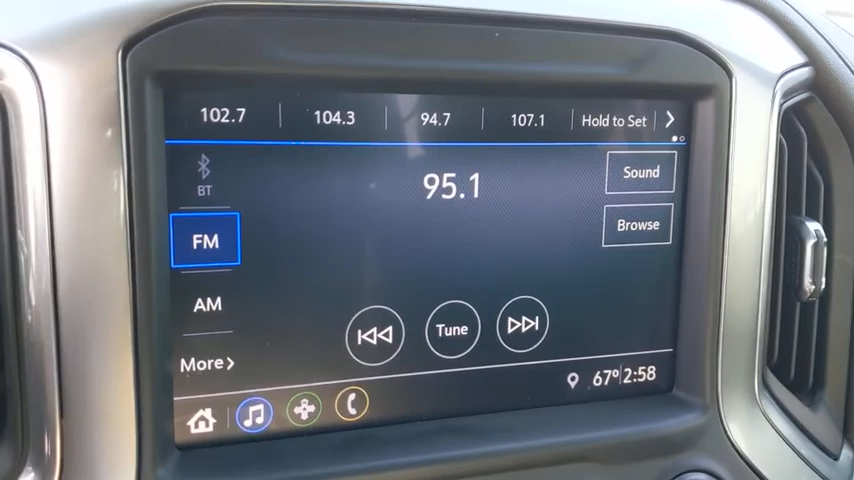 102.7 104.3 94.7 107.1 Hold to Set
BT
95.1
Sound
FM
Browse
AM
Tune
More
67° 2:58